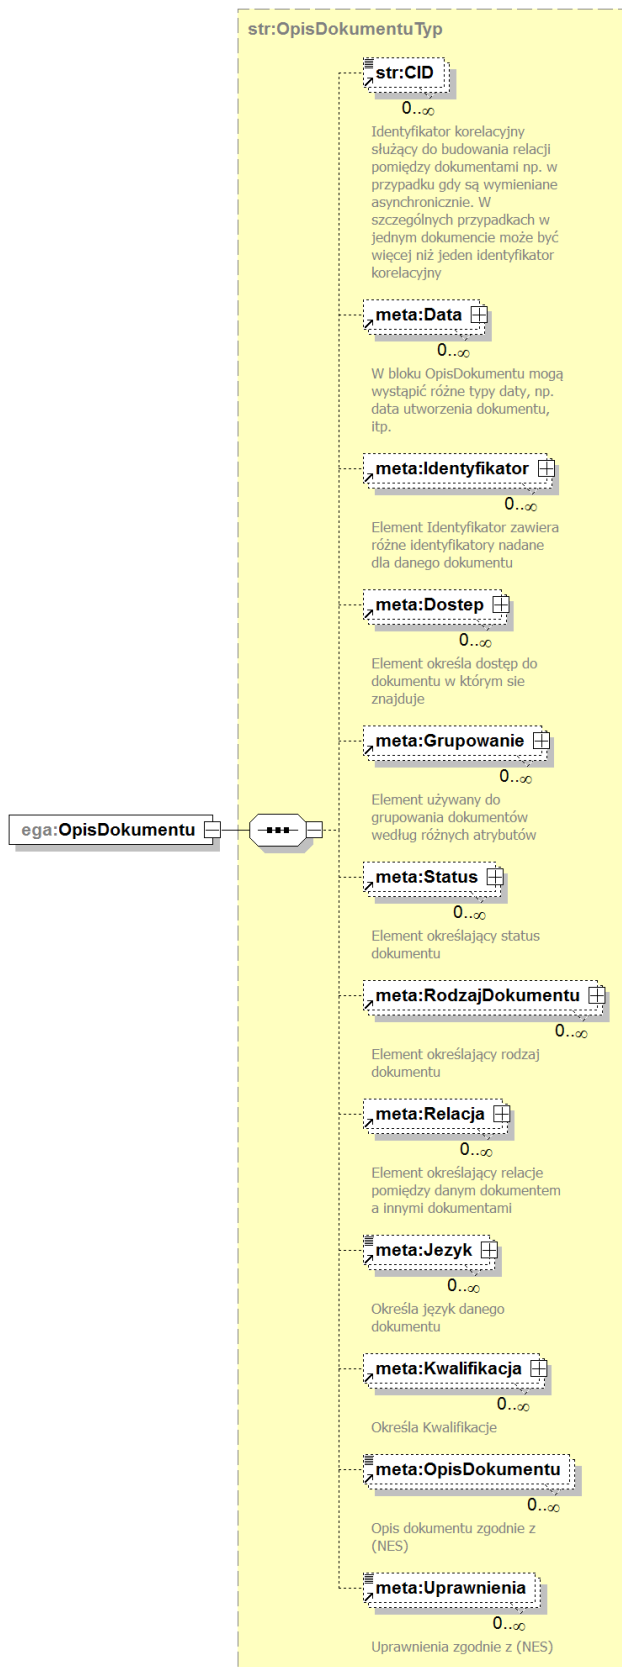 str:OpisDokumentuTyp
str:CID
0..∞
Identyfikator korelacyjny
służący do budowania relacji
pomiędzy dokumentami np. w
przypadku gdy są wymieniane
asynchronicznie. W
szczególnych przypadkach w
jednym dokumencie może być
więcej niż jeden identyfikator
korelacyjny
meta:Data
0..∞
W bloku OpisDokumentu mogą
wystąpić różne typy daty, np.
data utworzenia dokumentu,
itp.
meta:Identyfikator
0..∞
Element Identyfikator zawiera
różne identyfikatory nadane
dla danego dokumentu
meta:Dostep
0..∞
Element określa dostęp do
dokumentu w którym sie
znajduje
meta:Grupowanie
0..∞
Element używany do
grupowania dokumentów
według różnych atrybutów
ega:OpisDokumentu
meta:Status
0..∞
Element określający status
dokumentu
meta:RodzajDokumentu
0..∞
Element określający rodzaj
dokumentu
meta:Relacja
0..∞
Element określający relacje
pomiędzy danym dokumentem
a innymi dokumentami
meta:Jezyk
0..∞
Określa język danego
dokumentu
meta:Kwalifikacja
0..∞
Określa Kwalifikacje
meta:OpisDokumentu
0..∞
Opis dokumentu zgodnie z
(NES)
meta:Uprawnienia
0..∞
Uprawnienia zgodnie z (NES)